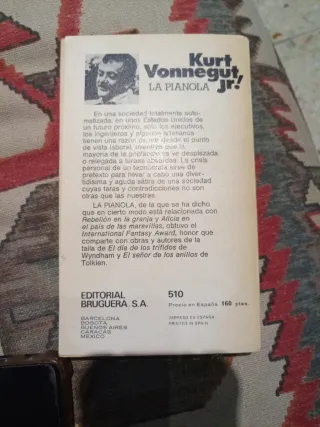 Kurt
Vonnegut,
Jr!
LA PIANOLA
En una sociedad totalmente auto-
matizada, en unos Estados Unidos de
un futuro próximo, sólo los ejecutivos,
los ingenieros y algunos artesanos
tienen una razón de ser desde el punto
de vista laboral, mientras que la
mayoría de la población se ve desplazada
o relegada a tareas absurdas. La crisis
personal de un tecnócrata sirve de
pretexto para llevar a cabo una diver-
tidísima y aguda sátira de una sociedad
cuyas taras y contradicciones no son
otras que las nuestras.
LA PIANOLA, de la que se ha dicho
que en cierto modo está relacionada con
Rebelión en la granja y Alicia en
el país de las maravillas, obtuvo el
International Fantasy Award, honor que
comparte con obras y autores de la
talla de El día de los trífidos de
Wyndham y El señor de los anillos de
Tolkien.
EDITORIAL
BRUGUERA, S.A.
BARCELONA
BOGOTA
BUENOS AIRES
CARACAS
MEXICO
510
Precio en España 160 ptas.
IMPRESO EN ESPAÑA
PRINTED IN SPAIN